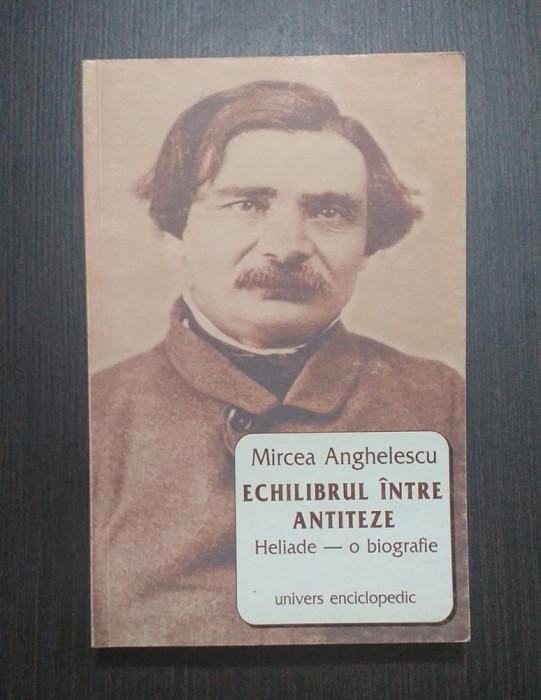 Mircea Anghelescu
ECHILIBRUL ÎNTRE
ANTITEZE
Heliade — o biografie
univers enciclopedic